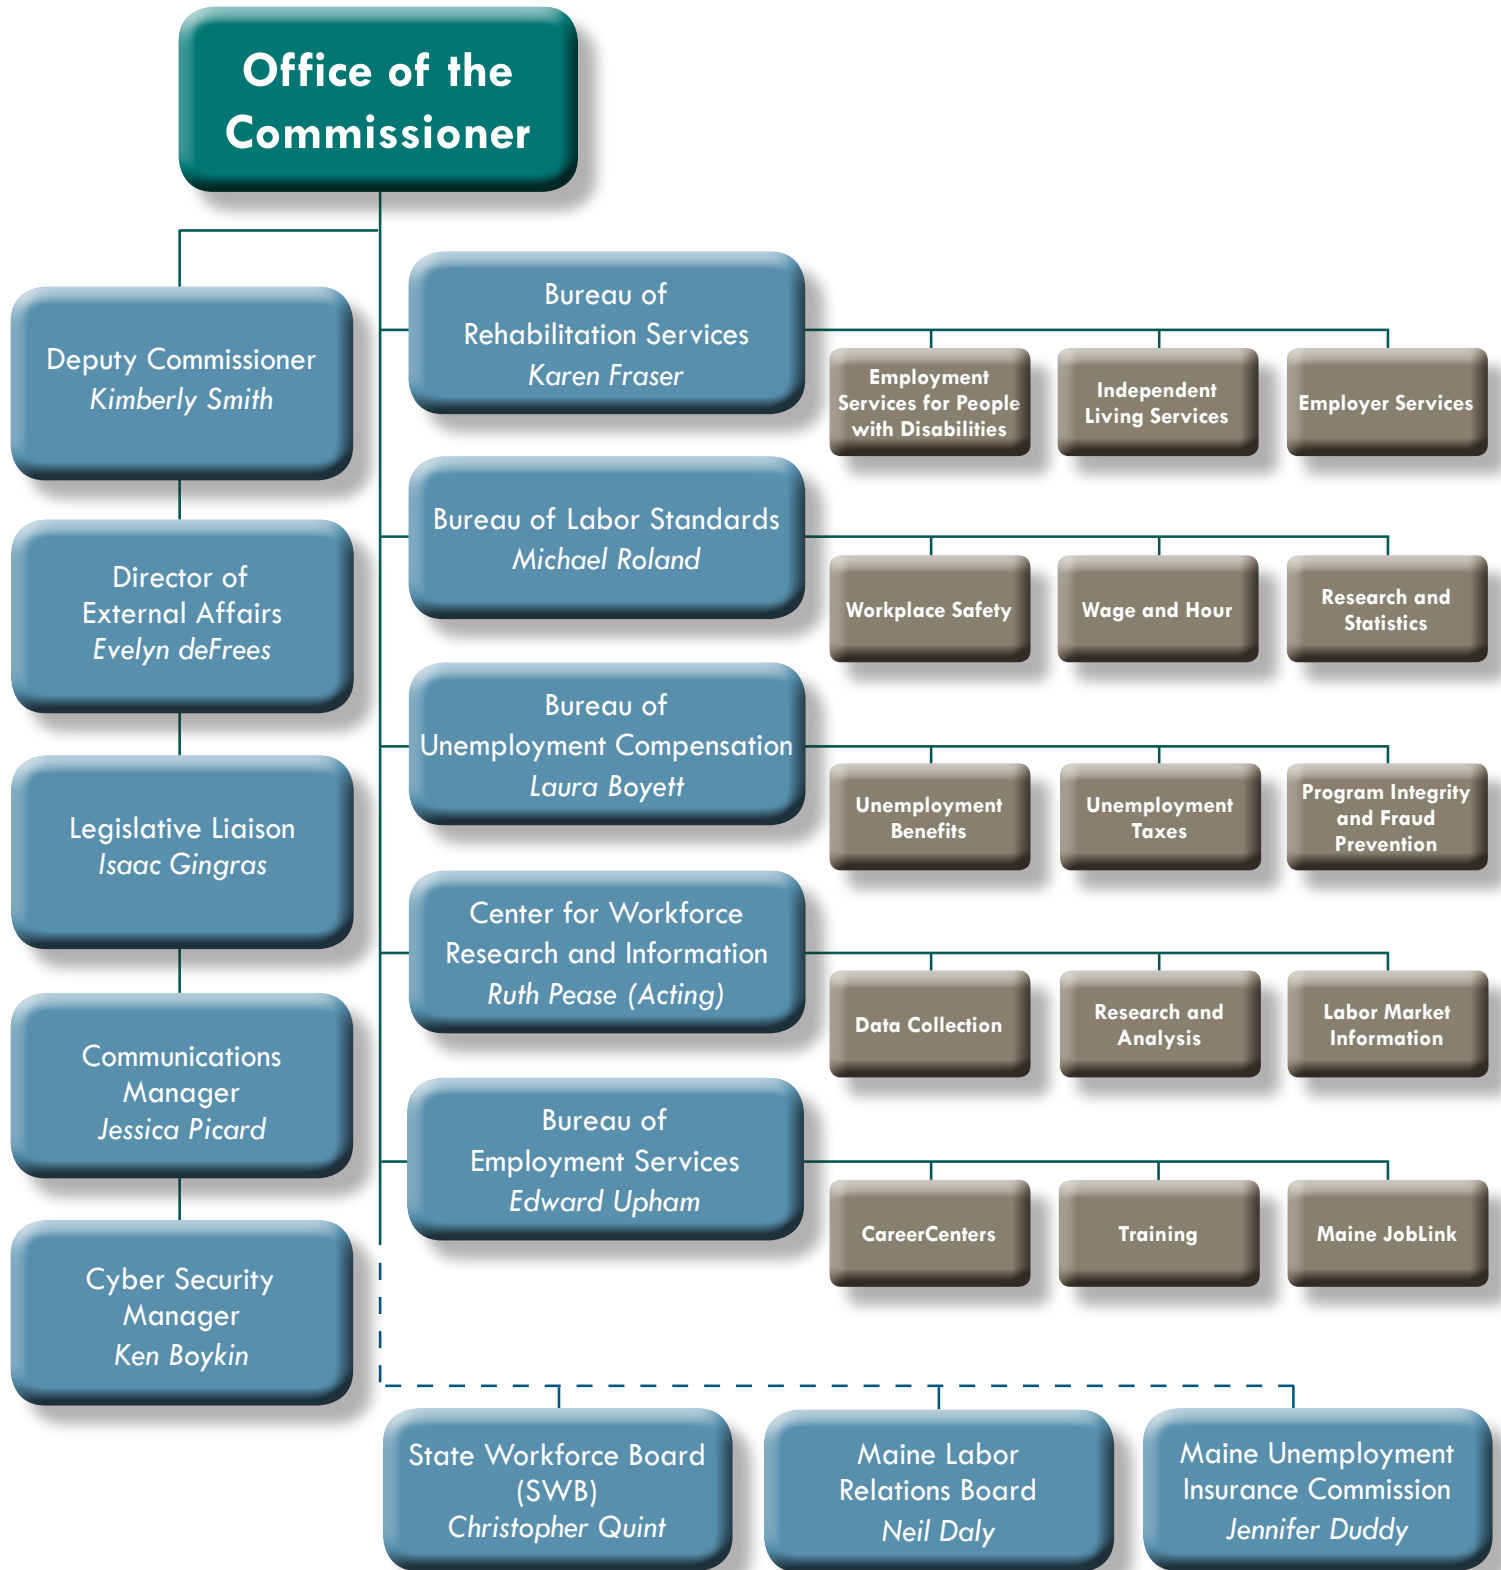 Office of the
Commissioner
Deputy Commissioner
Kimberly Smith
Director of
External Affairs
Evelyn deFrees
Legislative Liaison
Isaac Gingras
Communications
Manager
Jessica Picard
Cyber Security
Manager
Ken Boykin
Bureau of
Rehabilitation Services
Karen Fraser
Employment
Services for People
with Disabilities
Independent
Living Services
Employer Services
Bureau of Labor Standards
Michael Roland
Workplace Safety
Wage and Hour
Research and
Statistics
Bureau of
Unemployment Compensation
Laura Boyett
Unemployment
Benefits
Unemployment
Taxes
Program Integrity
and Fraud
Prevention
Center for Workforce
Research and Information
Ruth Pease (Acting)
Data Collection
Research and
Analysis
Labor Market
Information
Bureau of
Employment Services
Edward Upham
CareerCenters
Training
Maine JobLink
State Workforce Board
(SWB)
Christopher Quint
Maine Labor
Relations Board
Neil Daly
Maine Unemployment
Insurance Commission
Jennifer Duddy